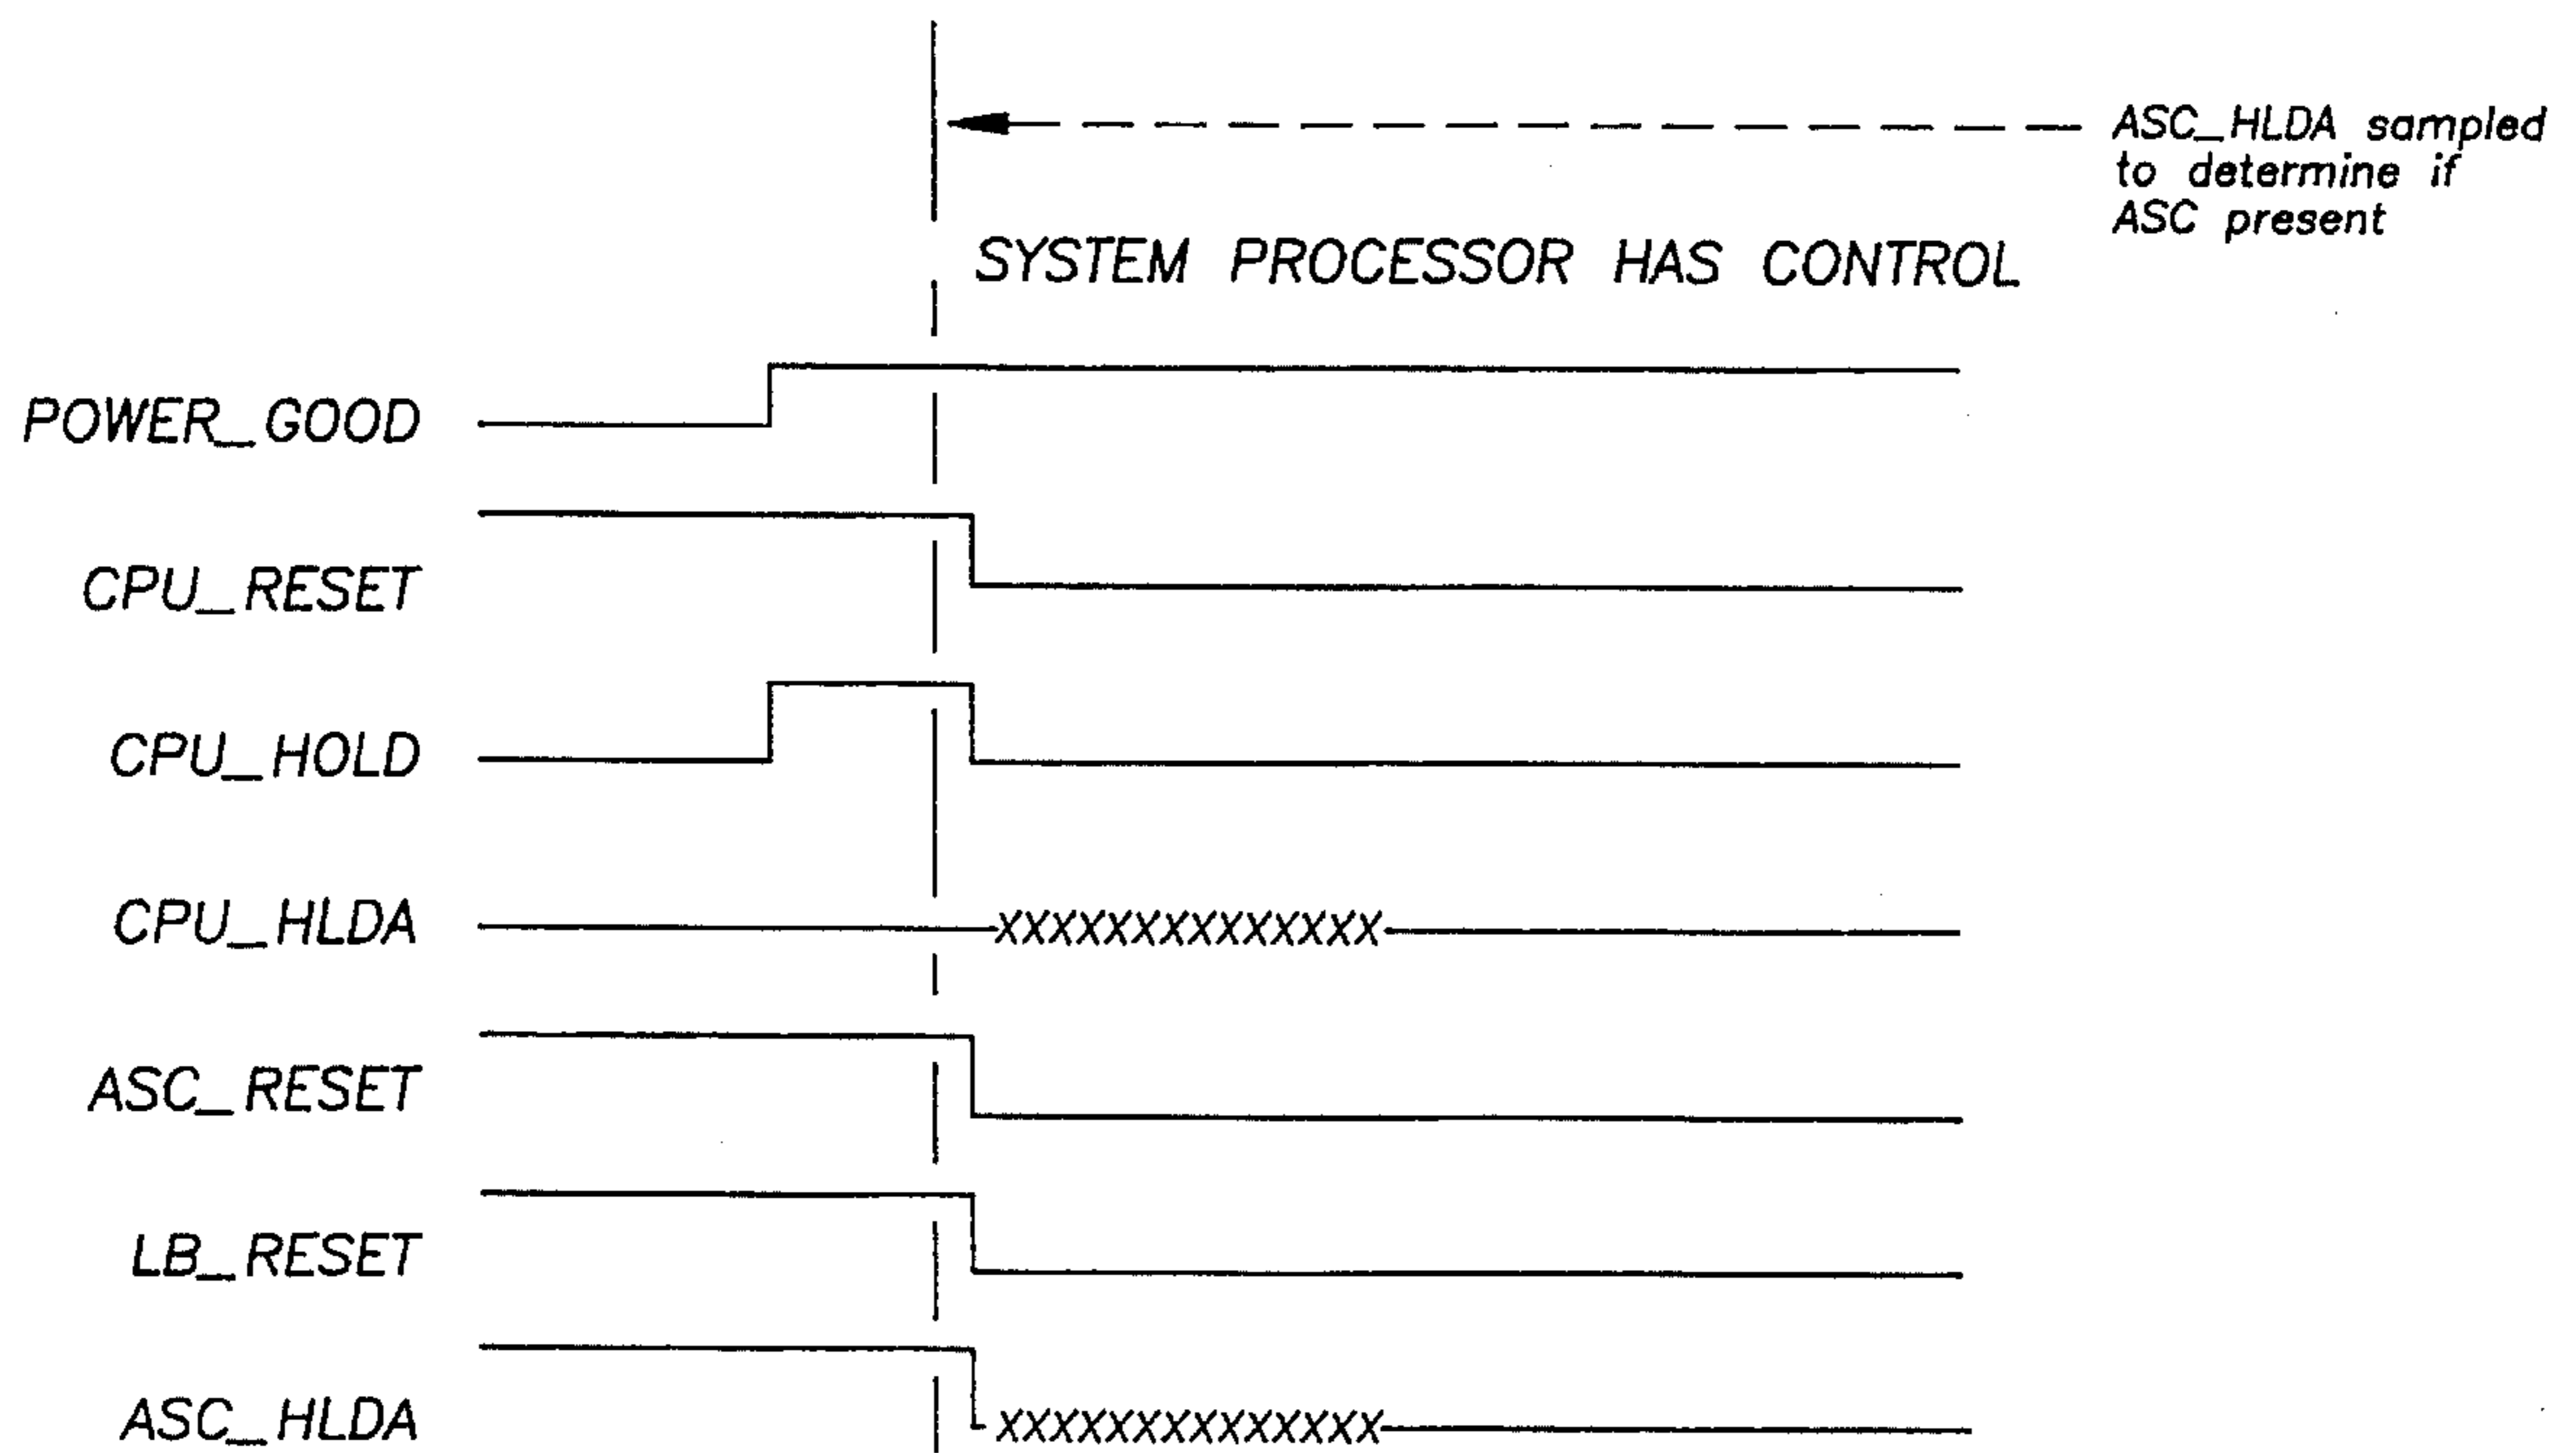 ASC_HLDA sampled
to determine if
ASC present
SYSTEM PROCESSOR HAS CONTROL
POWER_GOOD
CPU_RESET
CPU_HOLD
CPU_HLDA
XXXXXXXXXXXXXX
ASC_RESET
LB_RESET
ASC_HLDA
XXXXXXXXXXXXXX